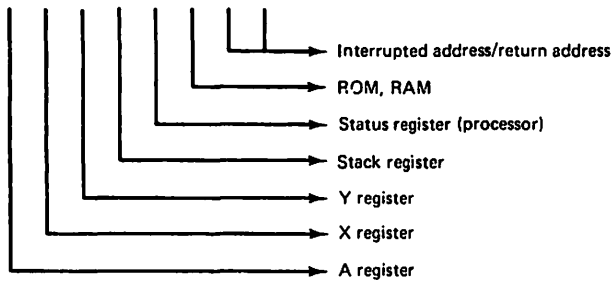 Interrupted address/return address
ROM, RAM
Status register (processor)
Stack register
Y register
X register
A register